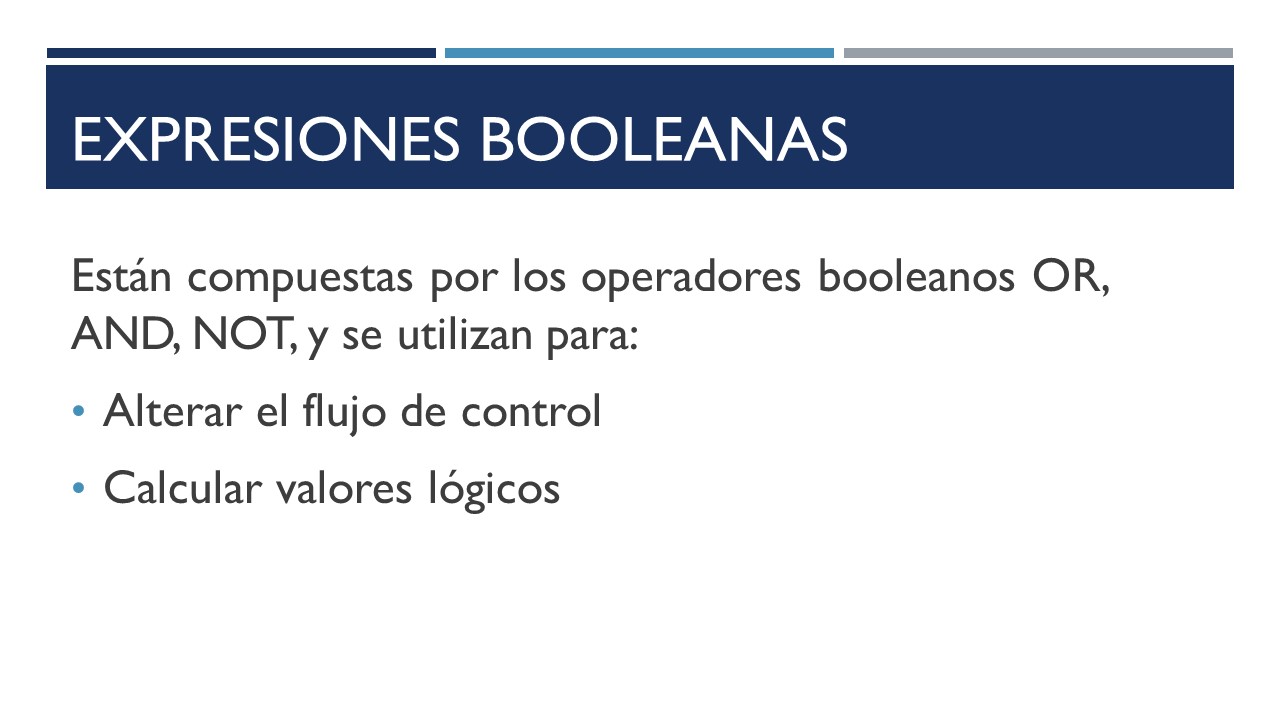 EXPRESIONES BOOLEANAS
Están compuestas por los operadores booleanos OR,
AND, NOT, y se utilizan para:
• Alterar el flujo de control
• Calcular valores lógicos